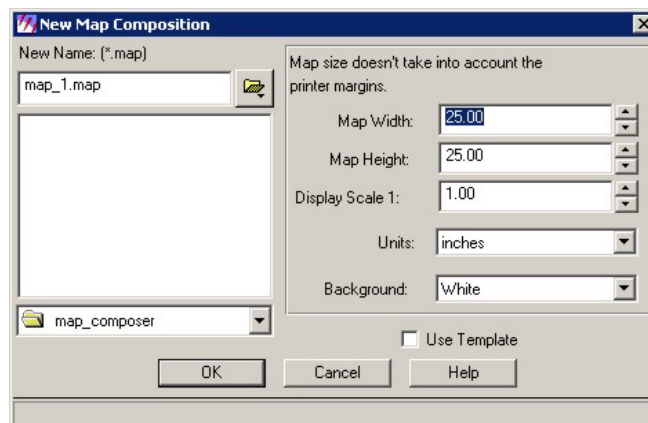 New Map Composition
New Name: (*.map)
map_1.map
map_composer
Map size doesn't take into account the
printer margins.
Map Width: 25.00
Map Height: 25.00
Display Scale 1: 1.00
Units: inches
Background: White
Use Template
OK Cancel Help